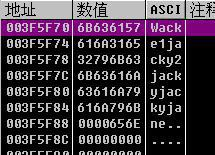 地址 数值 ASCI 注释
003F5F70 6B636157 Wack
003F5F74 616A3165 e1ja
003F5F78 32796B63 cky2
003F5F7C 6B63616A jack
003F5F80 63616A79 yjac
003F5F84 616A796B kyja
003F5F88 0000656E ne..
003F5F8C 00000000 ....